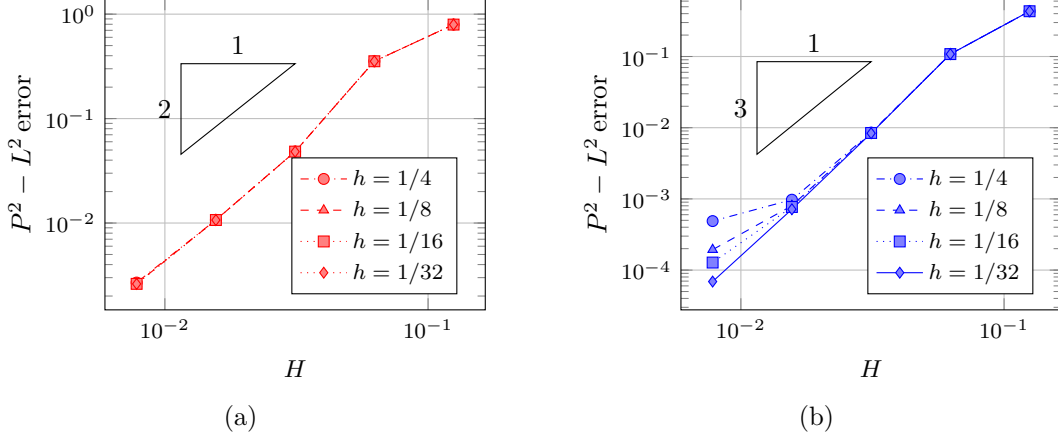 10^0
10^{-1}
10^{-2}
P^2 − L^2 error
1
2
h = 1/4
h = 1/8
h = 1/16
h = 1/32
10^{-2}
10^{-1}
H
(a)
10^{-1}
10^{-2}
10^{-3}
10^{-4}
P^2 − L^2 error
1
3
h = 1/4
h = 1/8
h = 1/16
h = 1/32
10^{-2}
10^{-1}
H
(b)